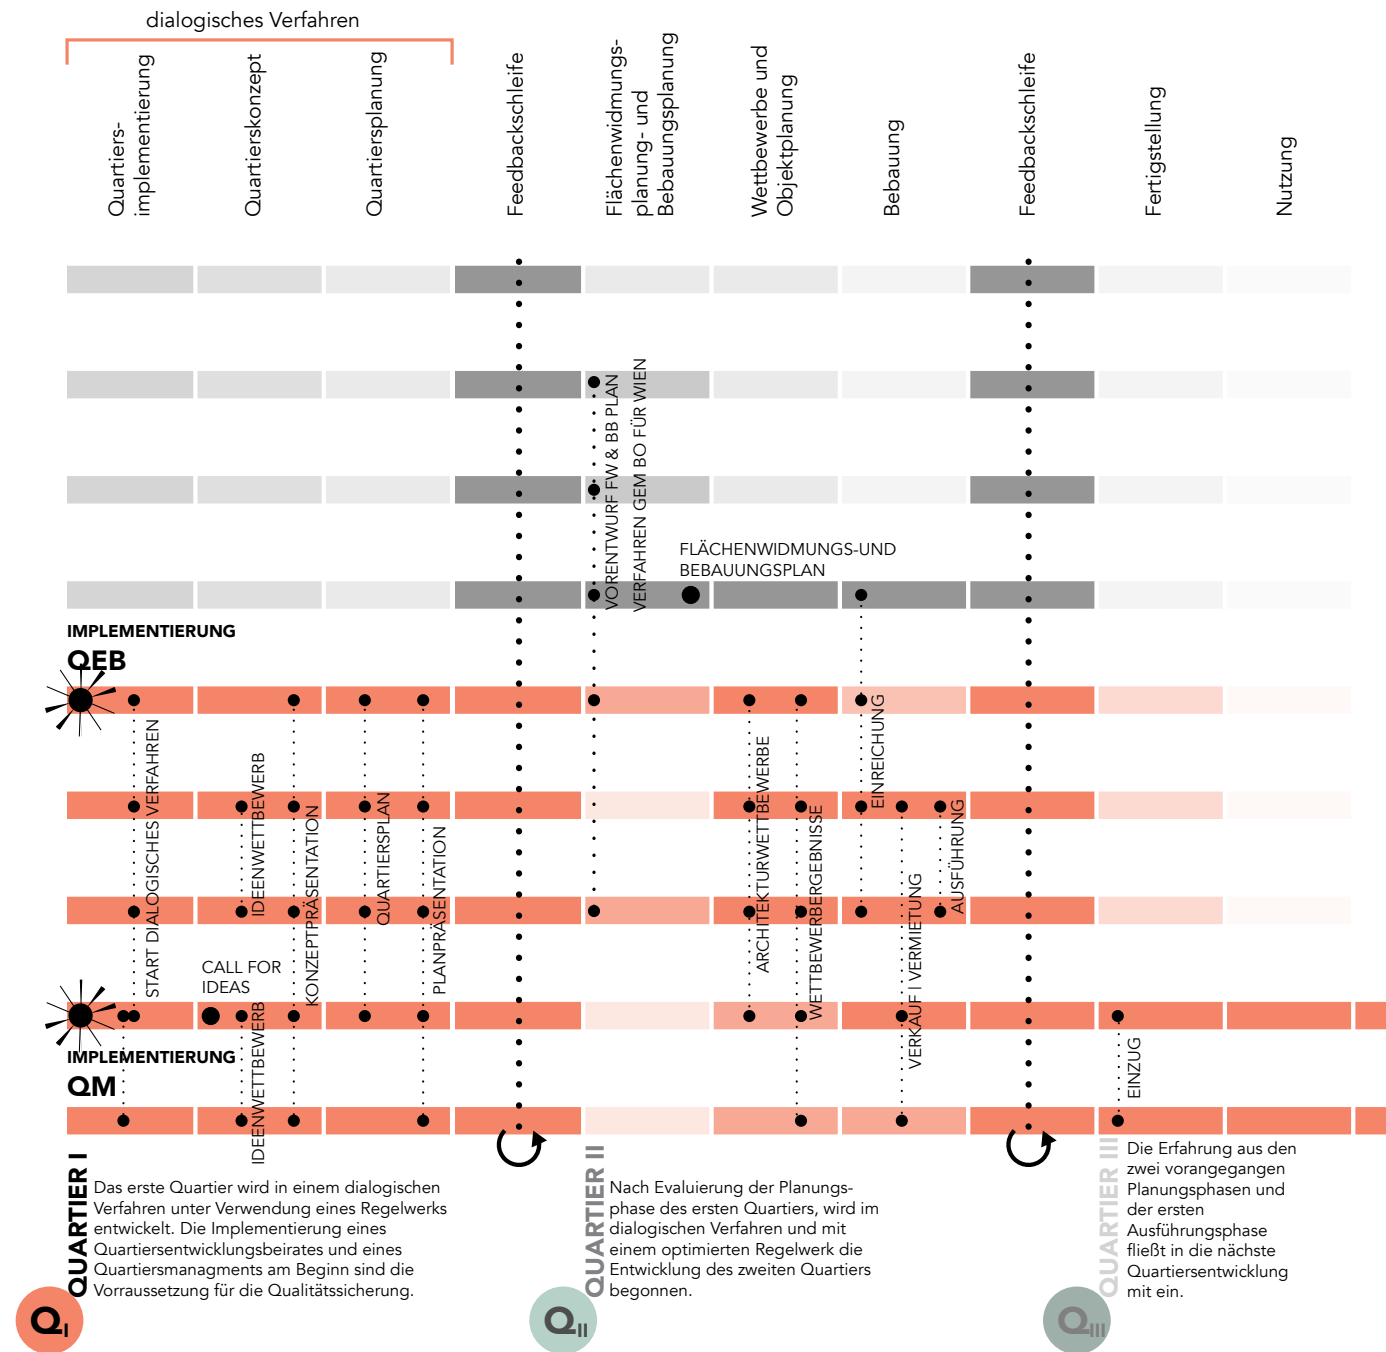 dialogisches Verfahren
Quartiers-
implementierung
Quartierskonzept
Quartiersplanung
Feedbackschleife
Flächenwidmungs-
planung- und
Bebauungsplanung
Wettbewerbe und
Objektplanung
Bebauung
Feedbackschleife
Fertigstellung
Nutzung
VORENTWURF FW & BB PLAN
VERFAHREN GEM BO FÜR WIEN
FLÄCHENWIDMUNGS-UND
BEBAUUNGSPLAN
IMPLEMENTIERUNG
QEB
START DIALOGISCHES VERFAHREN
IDEENWETTBEWERB
KONZEPTPRÄSENTATION
QUARTIERSPLAN
PLANPRÄSENTATION
ARCHITEKTURWETTBEWERBE
WETTBEWERBERGEBNISSE
EINREICHUNG
VERKAUF I VERMIETUNG
AUSFÜHRUNG
CALL FOR
IDEAS
IMPLEMENTIERUNG
QM
IDEENWETTBEWERB
EINZUG
QUARTIER I
Das erste Quartier wird in einem dialogischen
Verfahren unter Verwendung eines Regelwerks
entwickelt. Die Implementierung eines
Quartiersentwicklungsbeirates und eines
Quartiersmanagments am Beginn sind die
Vorraussetzung für die Qualitätssicherung.
QI
QUARTIER II
Nach Evaluierung der Planungs-
phase des ersten Quartiers, wird im
dialogischen Verfahren und mit
einem optimierten Regelwerk die
Entwicklung des zweiten Quartiers
begonnen.
QII
QUARTIER III
Die Erfahrung aus den
zwei vorangegangen
Planungsphasen und
der ersten
Ausführungsphase
fließt in die nächste
Quartiersentwicklung
mit ein.
QIII